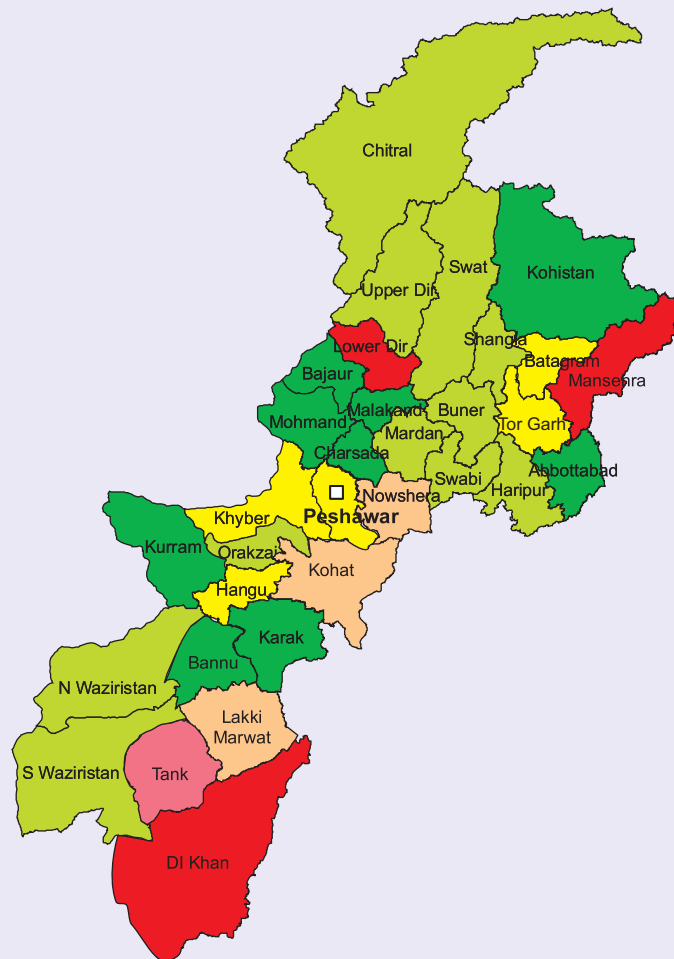 Chitral
Swat
Kohistan
Upper Dir
Shangla
Lower Dir
Batagram
Bajaur
Mansehra
Malakand
Buner
Mohmand
Tor Garh
Mardan
Charsada
Abbottabad
Swabi
Haripur
Nowshera
Khyber
Peshawar
Kurram
Orakzai
Kohat
Hangu
Karak
Bannu
N Waziristan
Lakki
Marwat
S Waziristan
Tank
DI Khan